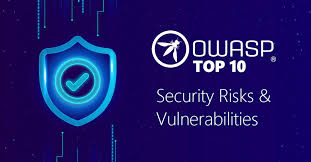 OWASP®
TOP 10
Security Risks &
Vulnerabilities